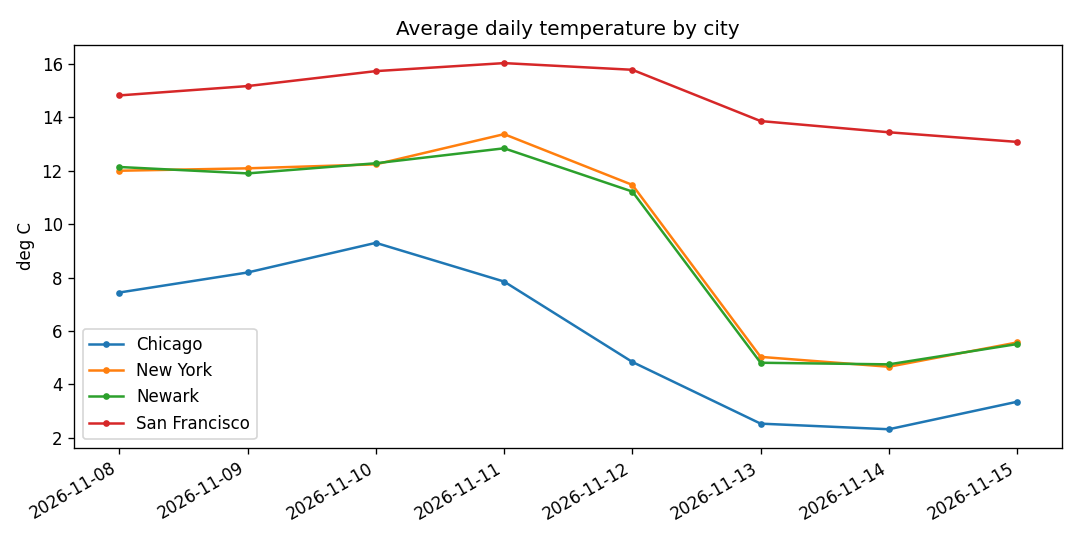 Average daily temperature by city
deg C
16
14
12
10
8
6
4
2
Chicago
New York
Newark
San Francisco
2026-11-08
2026-11-09
2026-11-10
2026-11-11
2026-11-12
2026-11-13
2026-11-14
2026-11-15